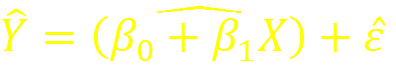 Ŷ = (β₀ +̂ β₁X) + ε̂